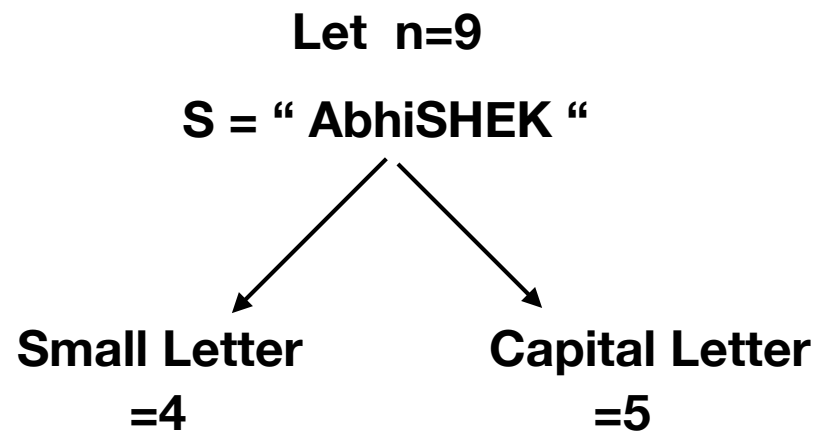 Let n=9
S = “ AbhiSHEK “
Small Letter
=4
Capital Letter
=5